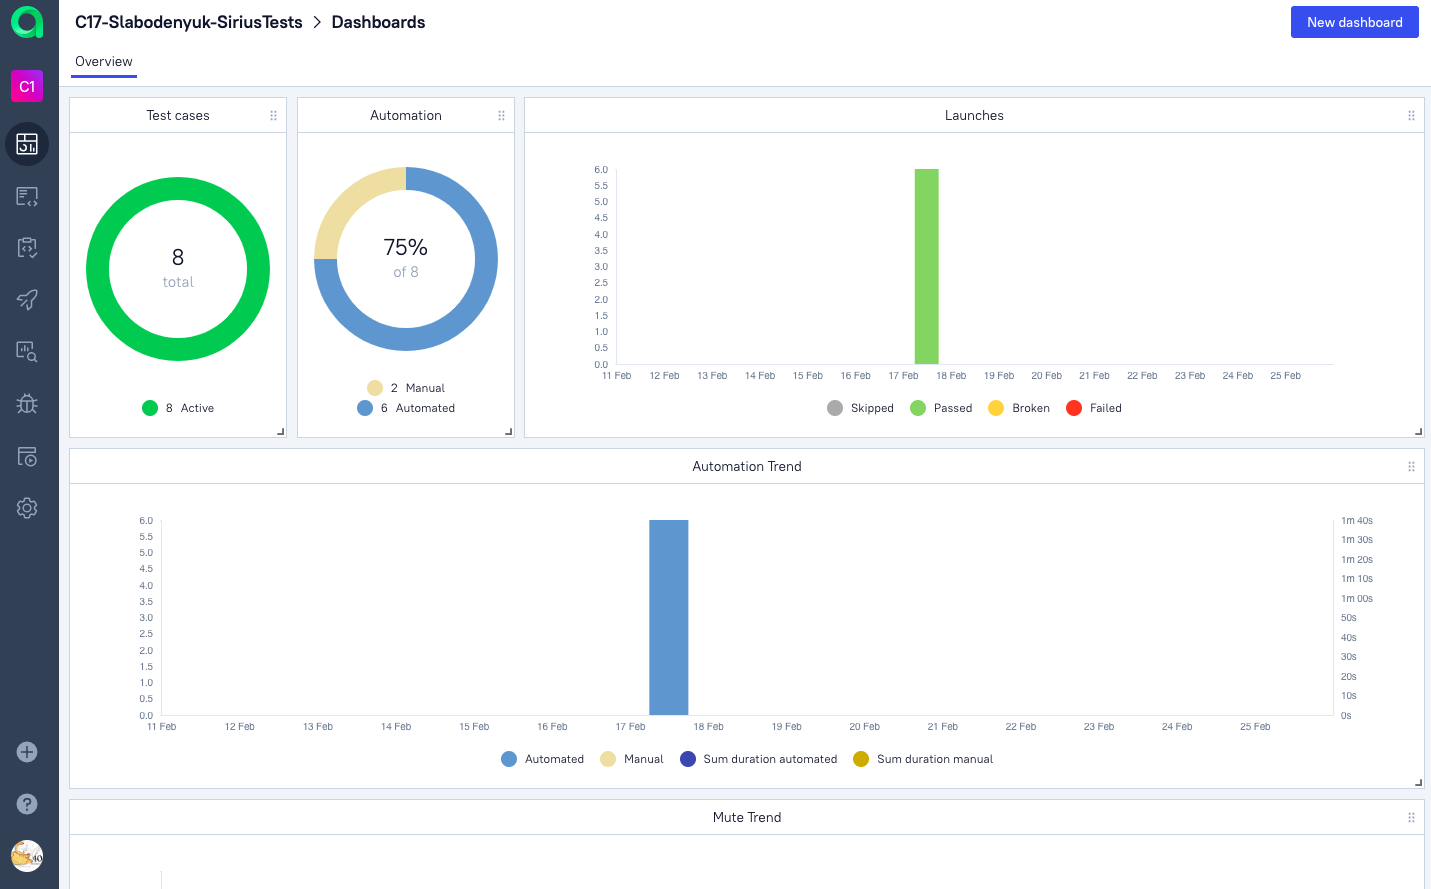 C17-Slabodenyuk-SiriusTests > Dashboards
New dashboard
Overview
C1
Test cases
8
total
8 Active
Automation
75%
of 8
2 Manual
6 Automated
Launches
6.0
5.5
5.0
4.5
4.0
3.5
3.0
2.5
2.0
1.5
1.0
0.5
0.0
11 Feb 12 Feb 13 Feb 14 Feb 15 Feb 16 Feb 17 Feb 18 Feb 19 Feb 20 Feb 21 Feb 22 Feb 23 Feb 24 Feb 25 Feb
Skipped Passed Broken Failed
Automation Trend
6.0
5.5
5.0
4.5
4.0
3.5
3.0
2.5
2.0
1.5
1.0
0.5
0.0
1m 40s
1m 30s
1m 20s
1m 10s
1m 00s
50s
40s
30s
20s
10s
0s
11 Feb 12 Feb 13 Feb 14 Feb 15 Feb 16 Feb 17 Feb 18 Feb 19 Feb 20 Feb 21 Feb 22 Feb 23 Feb 24 Feb 25 Feb
Automated Manual Sum duration automated Sum duration manual
Mute Trend